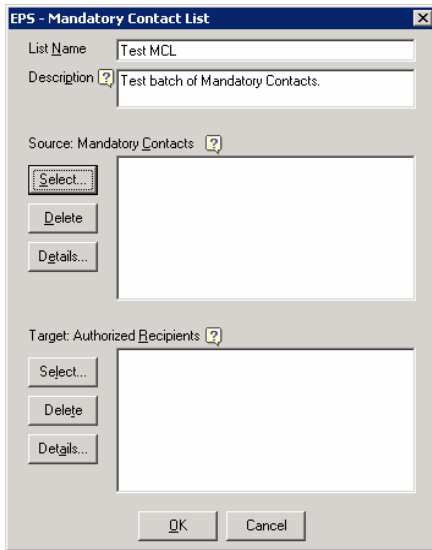 EPS - Mandatory Contact List
List Name Test MCL
Description ? Test batch of Mandatory Contacts.
Source: Mandatory Contacts ?
Select...
Delete
Details...
Target: Authorized Recipients ?
Select...
Delete
Details...
OK Cancel